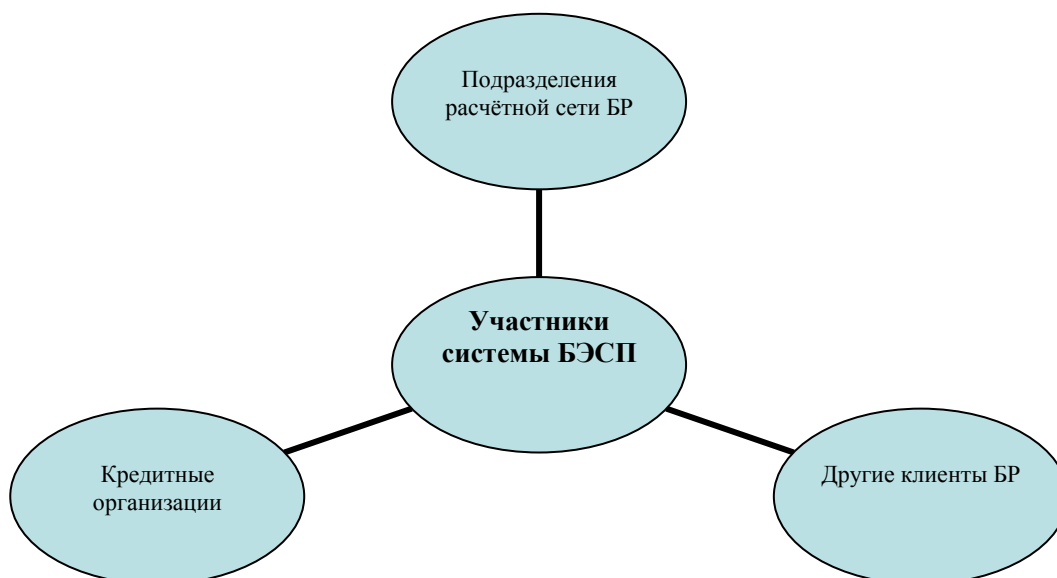 Подразделения
расчётной сети БР
Участники
системы БЭСП
Кредитные
организации
Другие клиенты БР